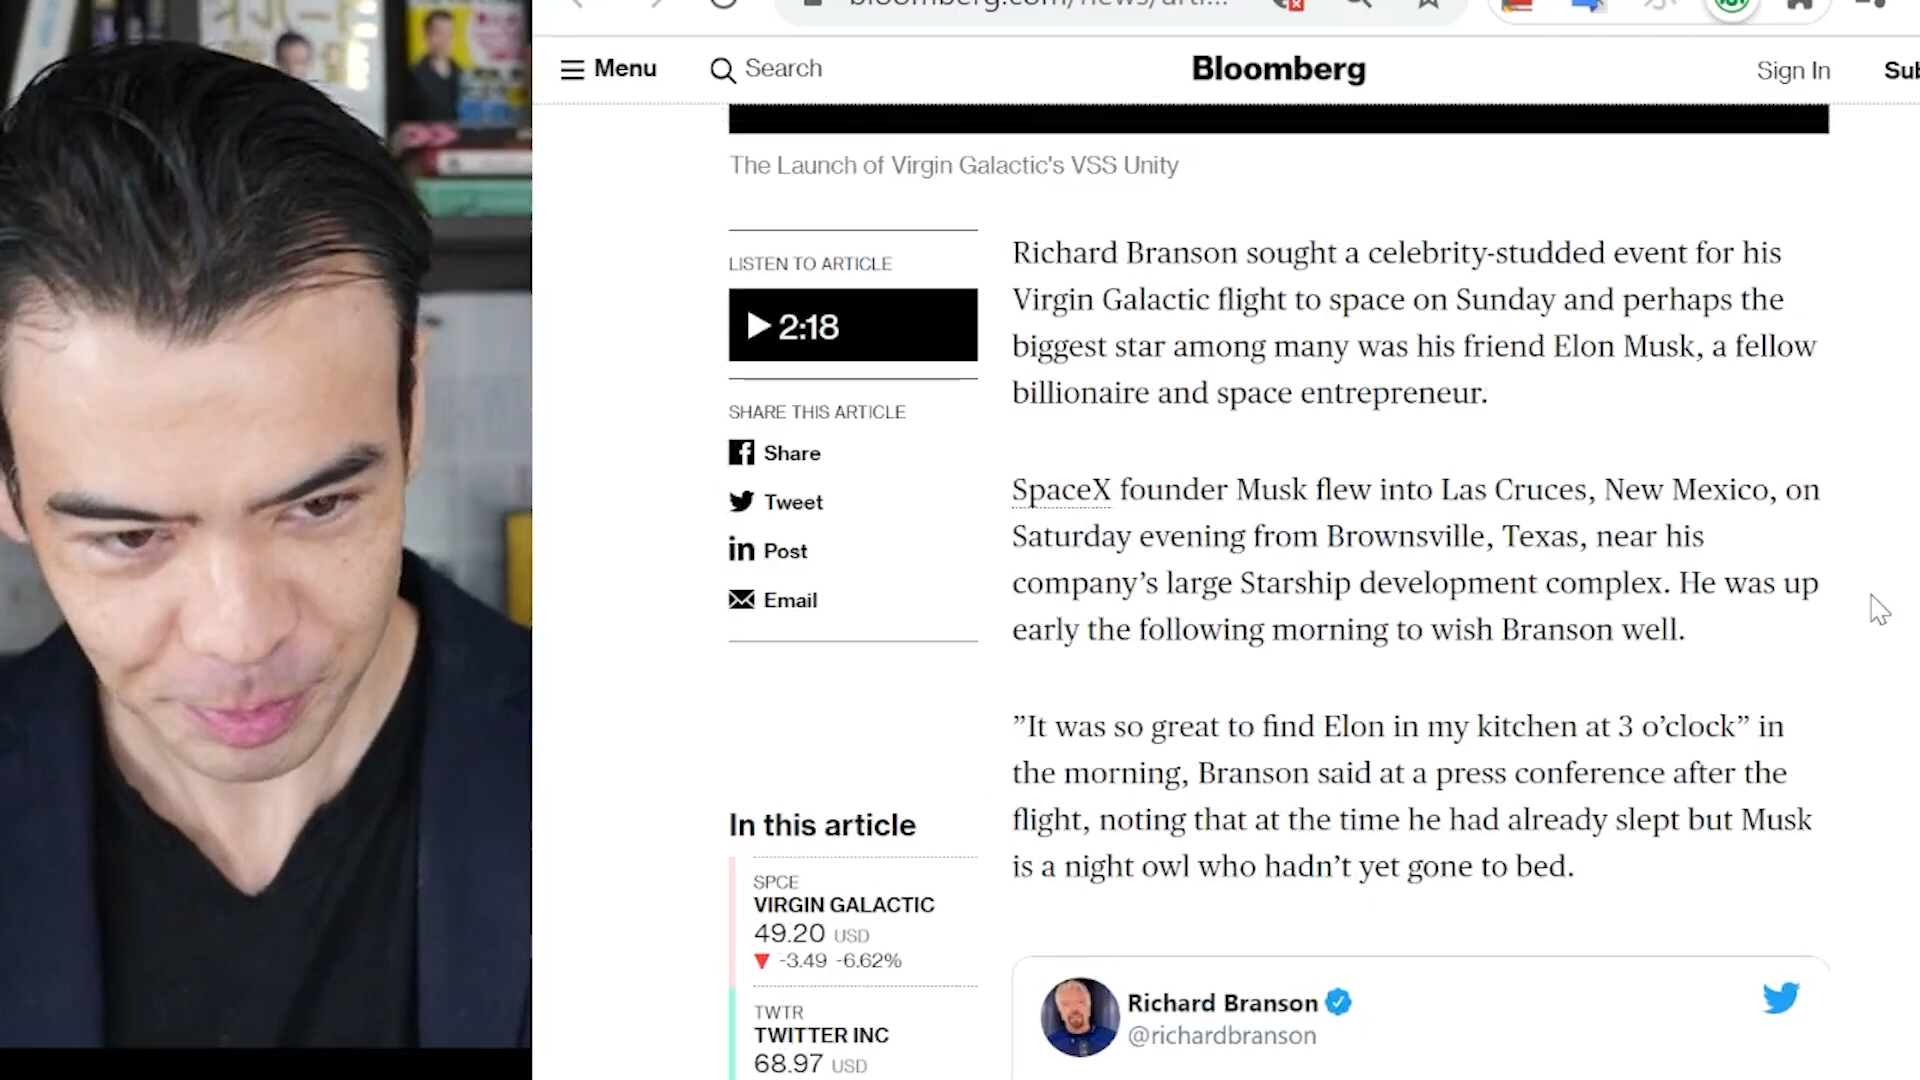 bloomberg.com/news/arti...
Menu
Search
Bloomberg
Sign In
Sub
The Launch of Virgin Galactic's VSS Unity
LISTEN TO ARTICLE
2:18
SHARE THIS ARTICLE
Share
Tweet
Post
Email
In this article
SPCE
VIRGIN GALACTIC
49.20 USD
-3.49 -6.62%
TWTR
TWITTER INC
68.97 USD
Richard Branson sought a celebrity-studded event for his
Virgin Galactic flight to space on Sunday and perhaps the
biggest star among many was his friend Elon Musk, a fellow
billionaire and space entrepreneur.
SpaceX founder Musk flew into Las Cruces, New Mexico, on
Saturday evening from Brownsville, Texas, near his
company’s large Starship development complex. He was up
early the following morning to wish Branson well.
”It was so great to find Elon in my kitchen at 3 o’clock” in
the morning, Branson said at a press conference after the
flight, noting that at the time he had already slept but Musk
is a night owl who hadn’t yet gone to bed.
Richard Branson
@richardbranson